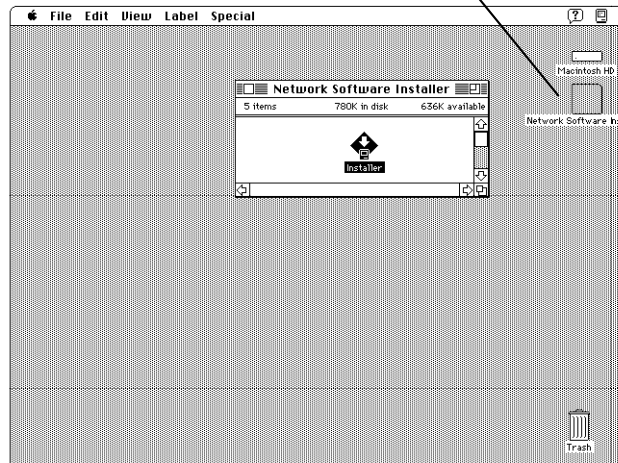 File Edit View Label Special
Macintosh HD
Network Software Installer
5 items 780K in disk 636K available
Network Software
Installer
Trash